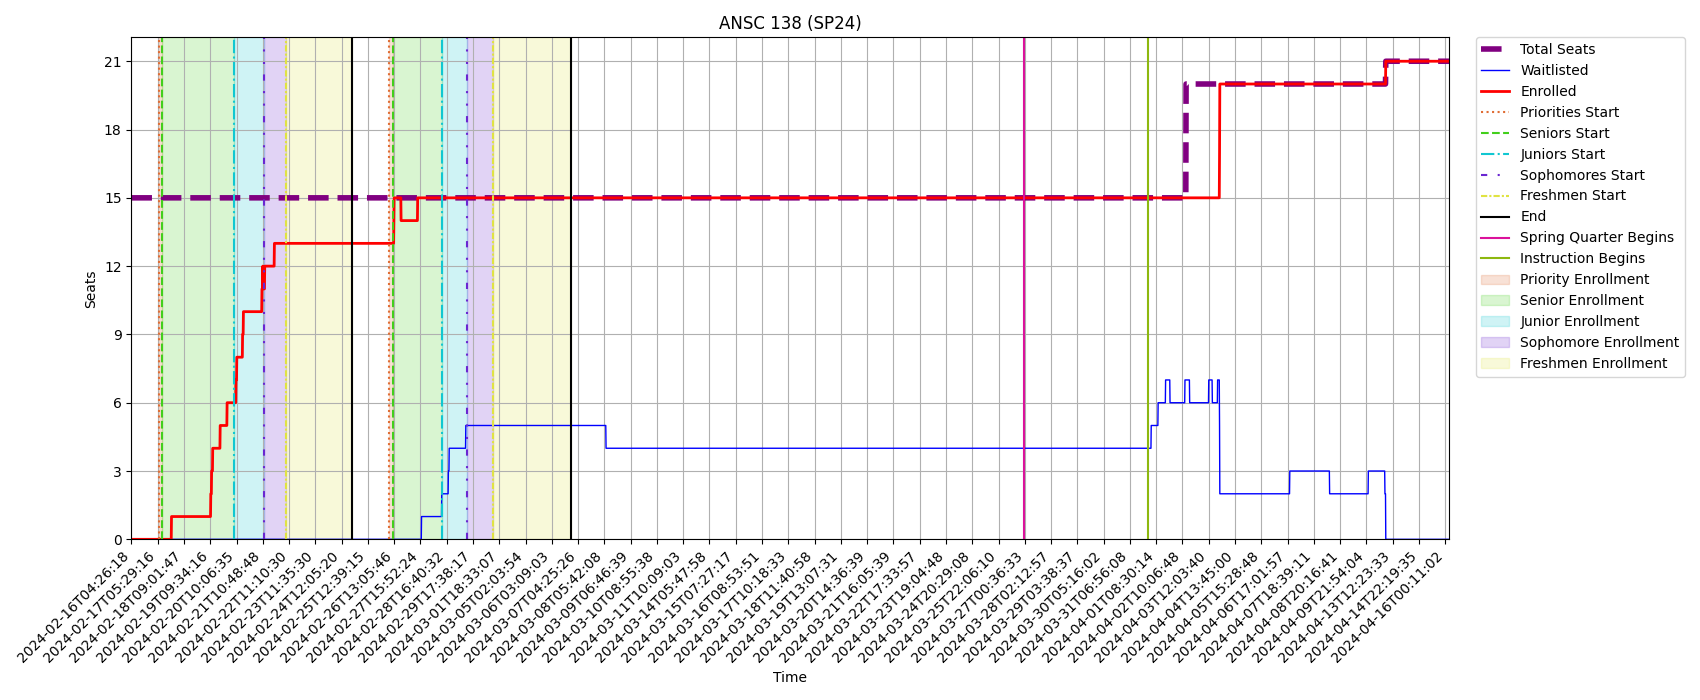 ANSC 138 (SP24)
Seats
21
18
15
12
9
6
3
0
2024-02-16T04:26:18
2024-02-17T05:29:16
2024-02-18T09:01:47
2024-02-19T09:34:16
2024-02-20T10:06:35
2024-02-21T10:48:48
2024-02-22T11:10:30
2024-02-23T11:35:30
2024-02-24T12:05:20
2024-02-25T12:39:15
2024-02-26T13:05:46
2024-02-27T15:52:24
2024-02-28T16:40:32
2024-02-29T17:38:17
2024-03-01T18:33:07
2024-03-05T02:03:54
2024-03-06T03:09:03
2024-03-07T04:25:26
2024-03-08T05:42:08
2024-03-09T06:46:39
2024-03-10T08:55:38
2024-03-11T10:09:03
2024-03-14T05:47:58
2024-03-15T07:27:17
2024-03-16T08:53:51
2024-03-17T10:18:33
2024-03-18T11:40:58
2024-03-19T13:07:31
2024-03-20T14:36:39
2024-03-21T16:05:39
2024-03-22T17:33:57
2024-03-23T19:04:48
2024-03-24T20:29:08
2024-03-25T22:06:10
2024-03-27T00:36:33
2024-03-28T02:12:57
2024-03-29T03:38:37
2024-03-30T05:16:02
2024-03-31T06:56:08
2024-04-01T08:30:14
2024-04-02T10:06:48
2024-04-03T12:03:40
2024-04-04T13:45:00
2024-04-05T15:28:48
2024-04-06T17:01:57
2024-04-07T18:39:11
2024-04-08T20:16:41
2024-04-09T21:54:04
2024-04-13T12:23:33
2024-04-14T22:19:35
2024-04-16T00:11:02
Time
Total Seats
Waitlisted
Enrolled
Priorities Start
Seniors Start
Juniors Start
Sophomores Start
Freshmen Start
End
Spring Quarter Begins
Instruction Begins
Priority Enrollment
Senior Enrollment
Junior Enrollment
Sophomore Enrollment
Freshmen Enrollment